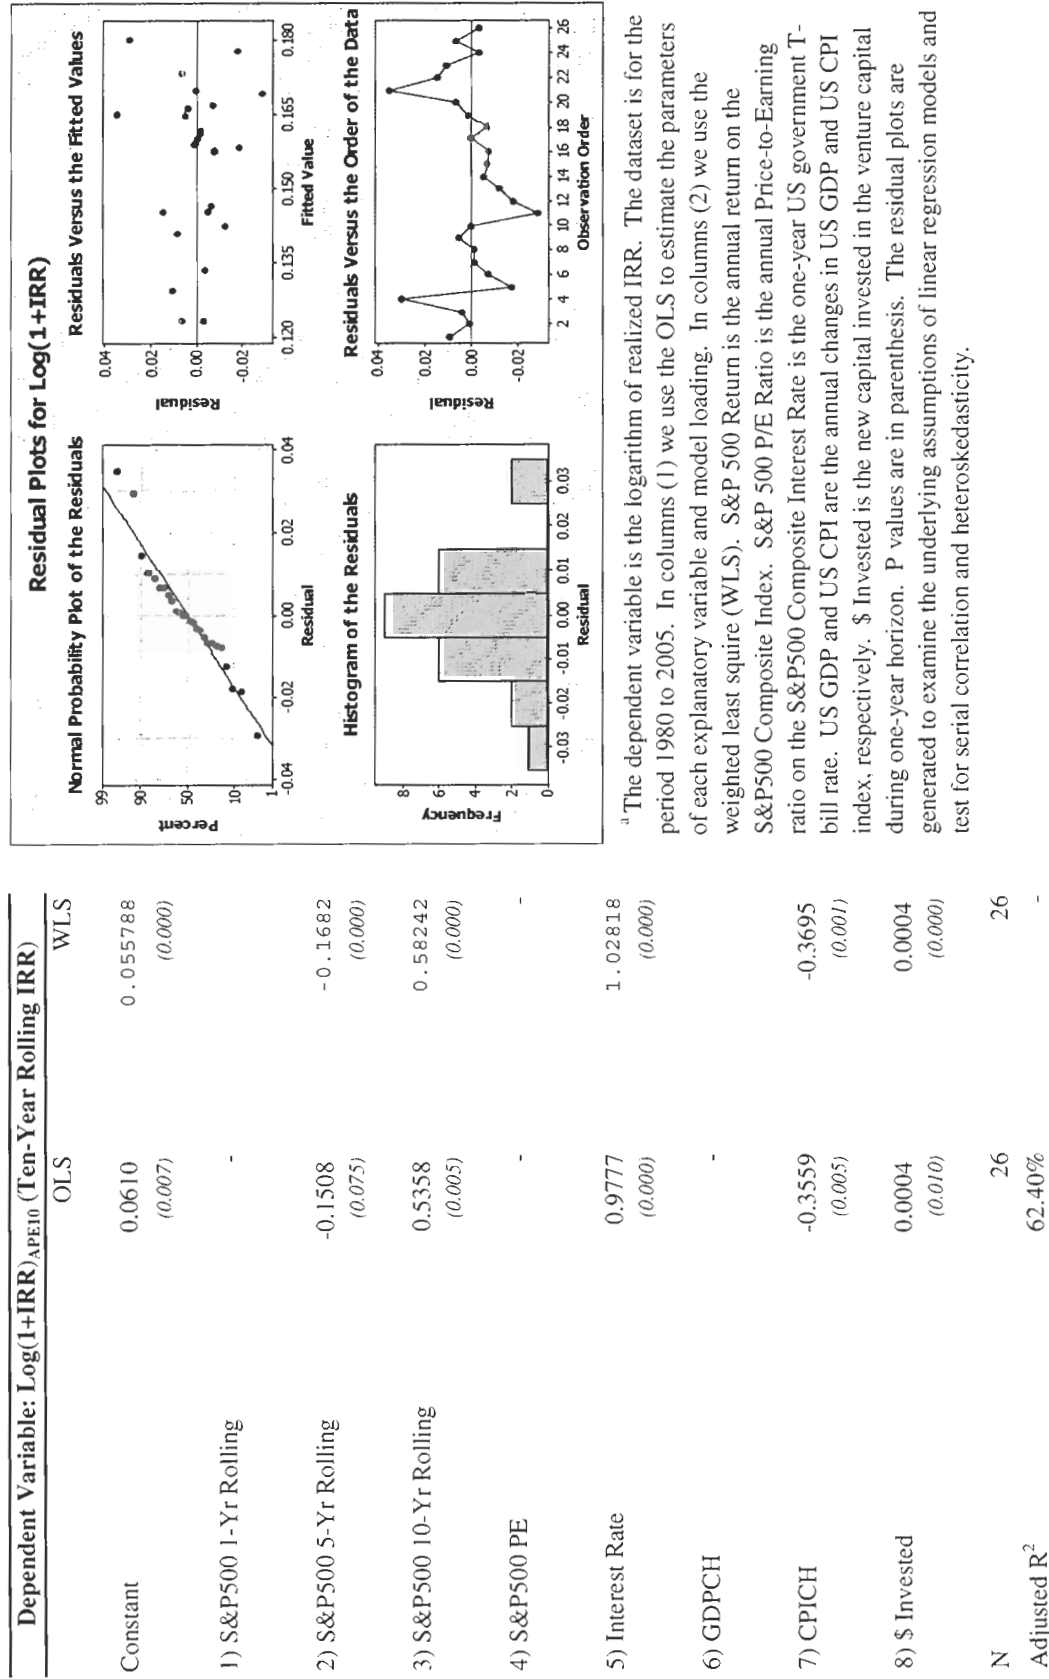 Dependent Variable: Log(1+IRR)APE10 (Ten-Year Rolling IRR)
OLS WLS
Constant 0.0610 0.055788
(0.007) (0.000)
1) S&P500 1-Yr Rolling -
2) S&P500 5-Yr Rolling -0.1508 -0.1682
(0.075) (0.000)
3) S&P500 10-Yr Rolling 0.5358 0.58242
(0.005) (0.000)
4) S&P500 PE - -
5) Interest Rate 0.9777 1.02818
(0.000) (0.000)
6) GDPCH -
7) CPICH -0.3559 -0.3695
(0.005) (0.001)
8) $ Invested 0.0004 0.0004
(0.010) (0.000)
N 26 26
Adjusted R2 62.40% -
Residual Plots for Log(1+IRR)
Normal Probability Plot of the Residuals
Percent
99
90
50
10
1
-0.04 -0.02 0.00 0.02 0.04
Residual
Residuals Versus the Fitted Values
Residual
0.04
0.02
0.00
-0.02
0.120 0.135 0.150 0.165 0.180
Fitted Value
Histogram of the Residuals
Frequency
8
6
4
2
0
-0.03 -0.02 -0.01 0.00 0.01 0.02 0.03
Residual
Residuals Versus the Order of the Data
Residual
0.04
0.02
0.00
-0.02
2 4 6 8 10 12 14 16 18 20 22 24 26
Observation Order
a The dependent variable is the logarithm of realized IRR. The dataset is for the
period 1980 to 2005. In columns (1) we use the OLS to estimate the parameters
of each explanatory variable and model loading. In columns (2) we use the
weighted least squire (WLS). S&P 500 Return is the annual return on the
S&P500 Composite Index. S&P 500 P/E Ratio is the annual Price-to-Earning
ratio on the S&P500 Composite Interest Rate is the one-year US government T-
bill rate. US GDP and US CPI are the annual changes in US GDP and US CPI
index, respectively. $ Invested is the new capital invested in the venture capital
during one-year horizon. P values are in parenthesis. The residual plots are
generated to examine the underlying assumptions of linear regression models and
test for serial correlation and heteroskedasticity.